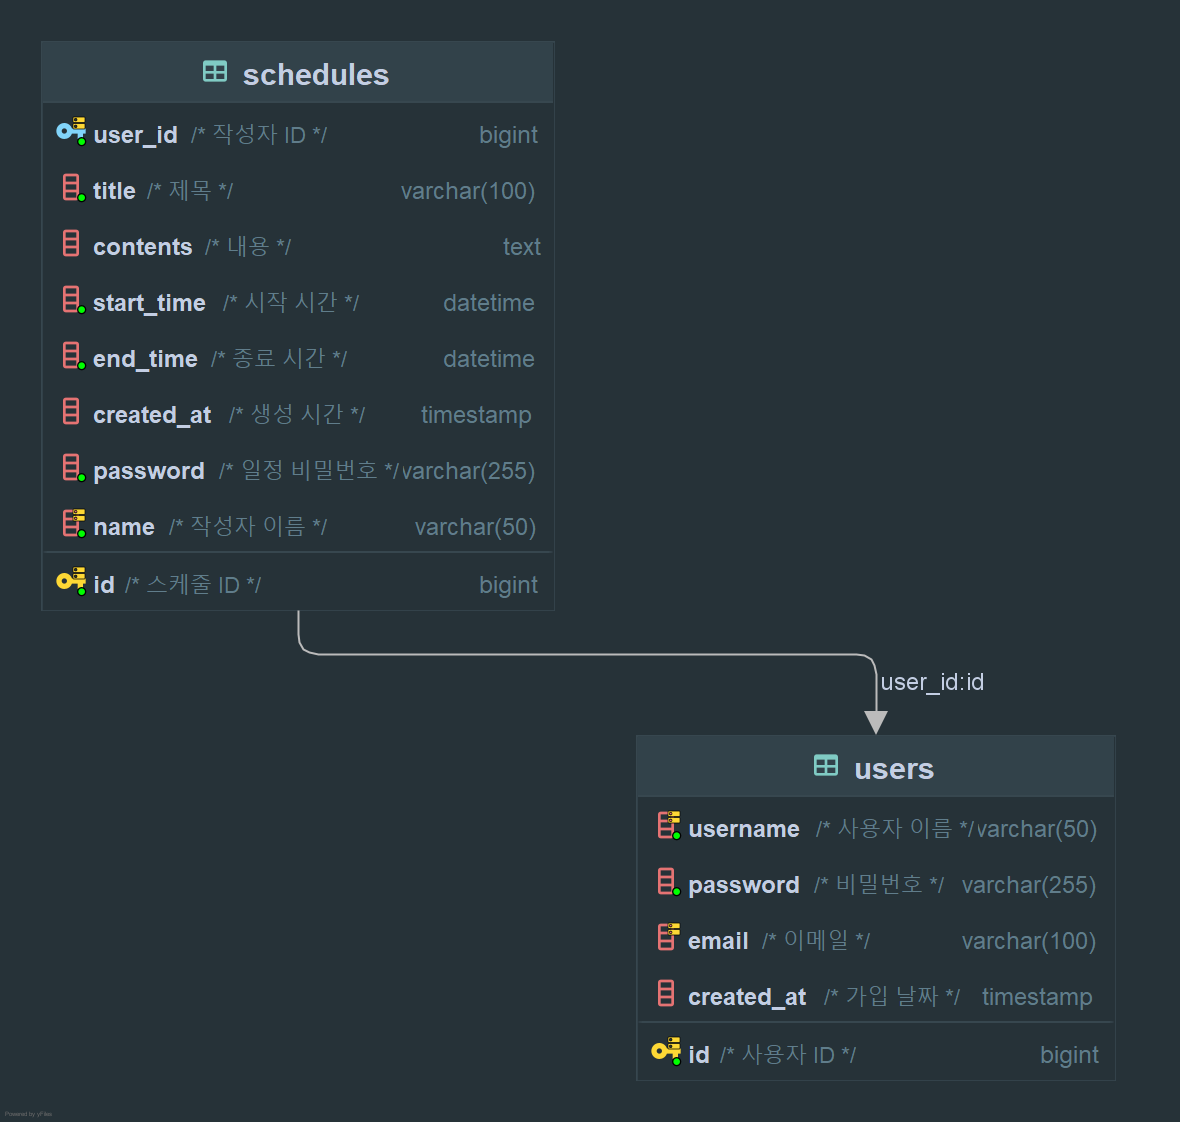 schedules
user_id /* 작성자 ID */ bigint
title /* 제목 */ varchar(100)
contents /* 내용 */ text
start_time /* 시작 시간 */ datetime
end_time /* 종료 시간 */ datetime
created_at /* 생성 시간 */ timestamp
password /* 일정 비밀번호 */ varchar(255)
name /* 작성자 이름 */ varchar(50)
id /* 스케줄 ID */ bigint
user_id:id
users
username /* 사용자 이름 */ varchar(50)
password /* 비밀번호 */ varchar(255)
email /* 이메일 */ varchar(100)
created_at /* 가입 날짜 */ timestamp
id /* 사용자 ID */ bigint
Powered by yFiles